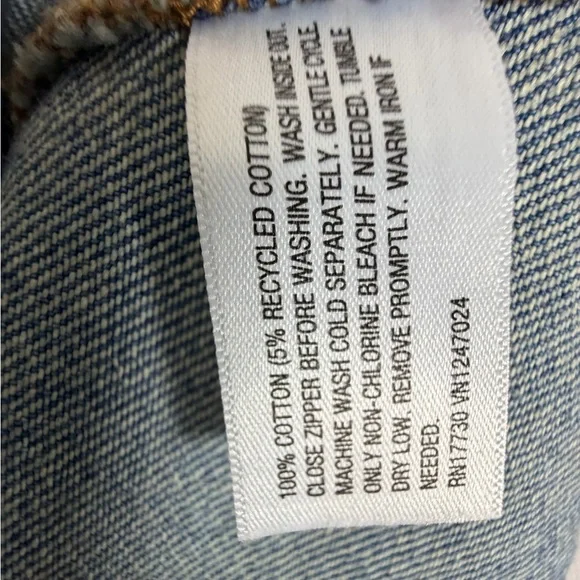 100% COTTON (5% RECYCLED COTTON)
CLOSE ZIPPER BEFORE WASHING. WASH INSIDE OUT.
MACHINE WASH COLD SEPARATELY. GENTLE CYCLE.
ONLY NON-CHLORINE BLEACH IF NEEDED. TUMBLE
DRY LOW. REMOVE PROMPTLY. WARM IRON IF
NEEDED.
RN17730 VN1247024